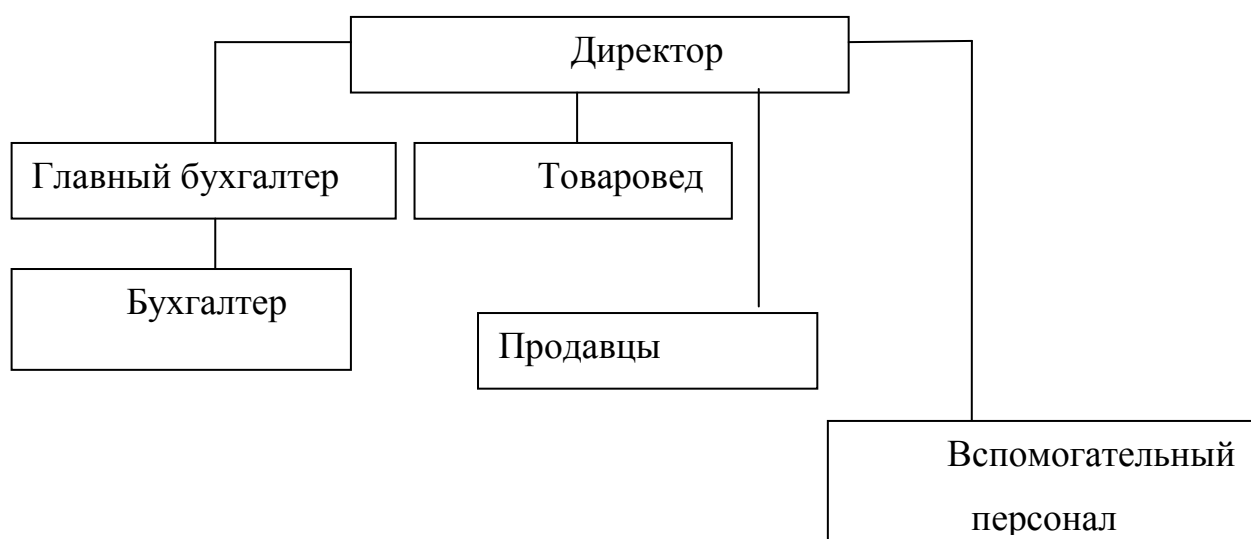 Директор
Главный бухгалтер
Товаровед
Бухгалтер
Продавцы
Вспомогательный
персонал